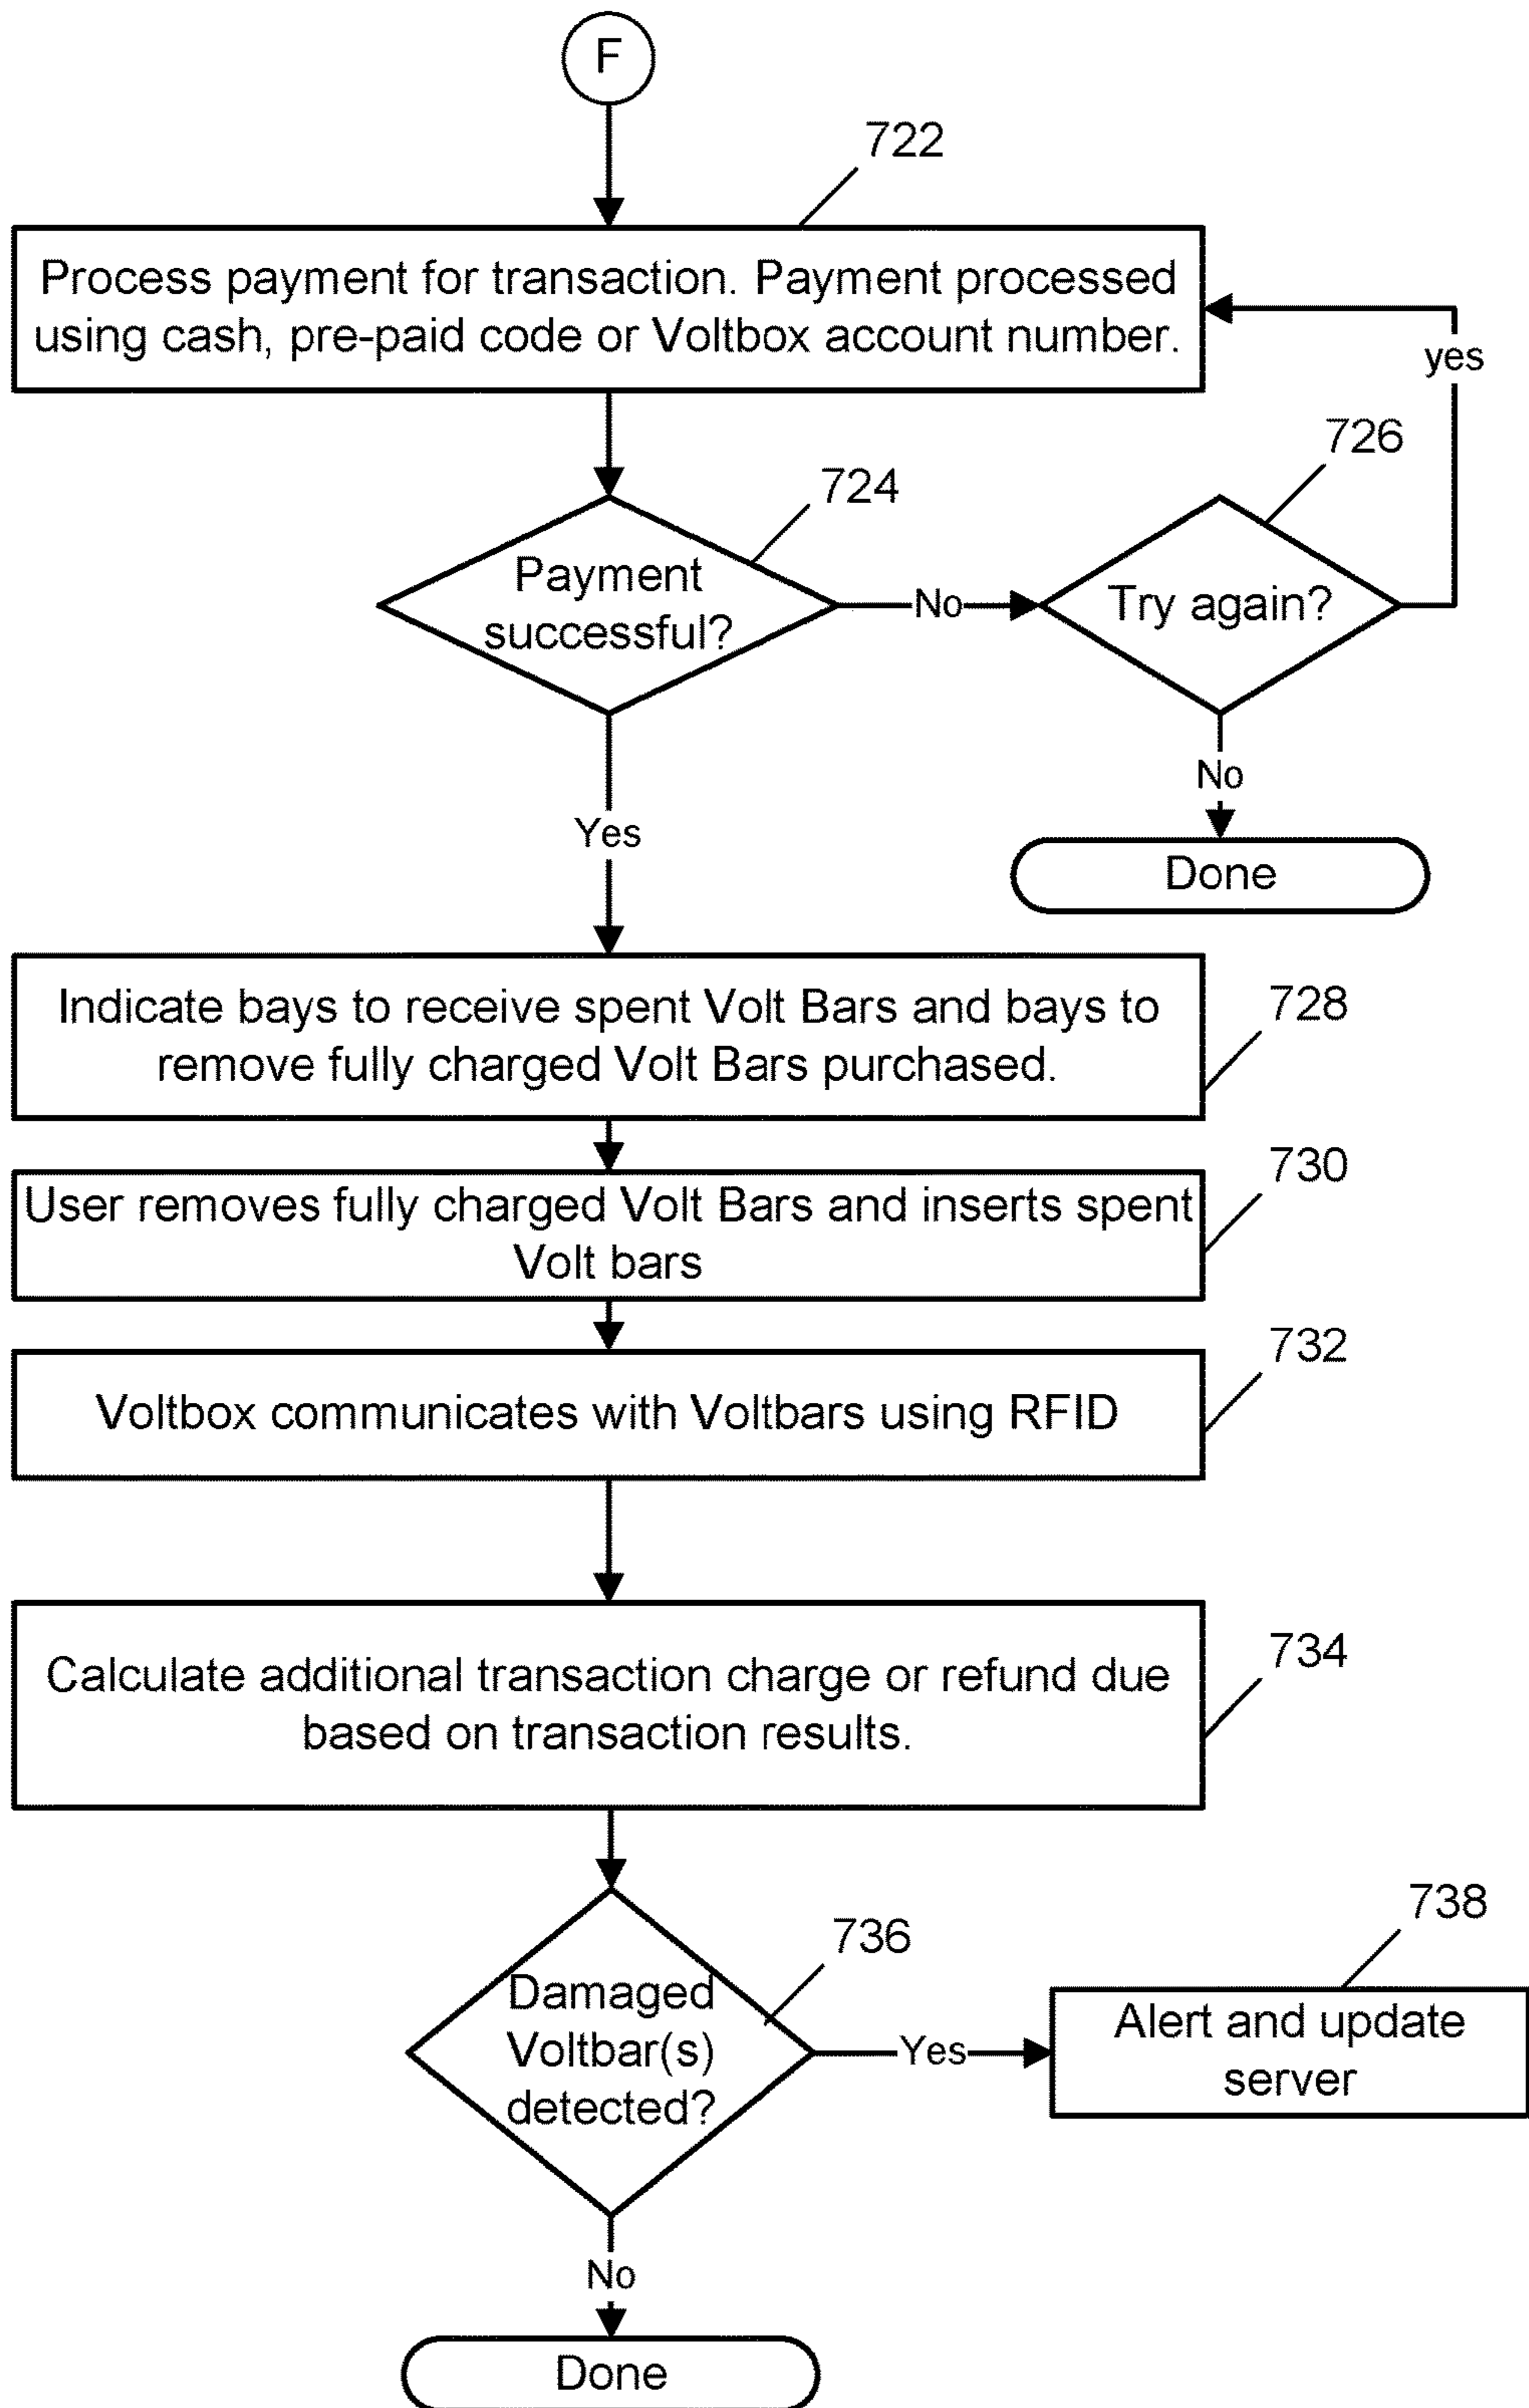 F
722
Process payment for transaction. Payment processed
using cash, pre-paid code or Voltbox account number.
yes
726
724
Payment
successful?
No
Try again?
No
Yes
Done
Indicate bays to receive spent Volt Bars and bays to
remove fully charged Volt Bars purchased.
728
User removes fully charged Volt Bars and inserts spent
Volt bars
730
732
Voltbox communicates with Voltbars using RFID
734
Calculate additional transaction charge or refund due
based on transaction results.
736
738
Damaged
Voltbar(s)
detected?
Yes
Alert and update
server
No
Done